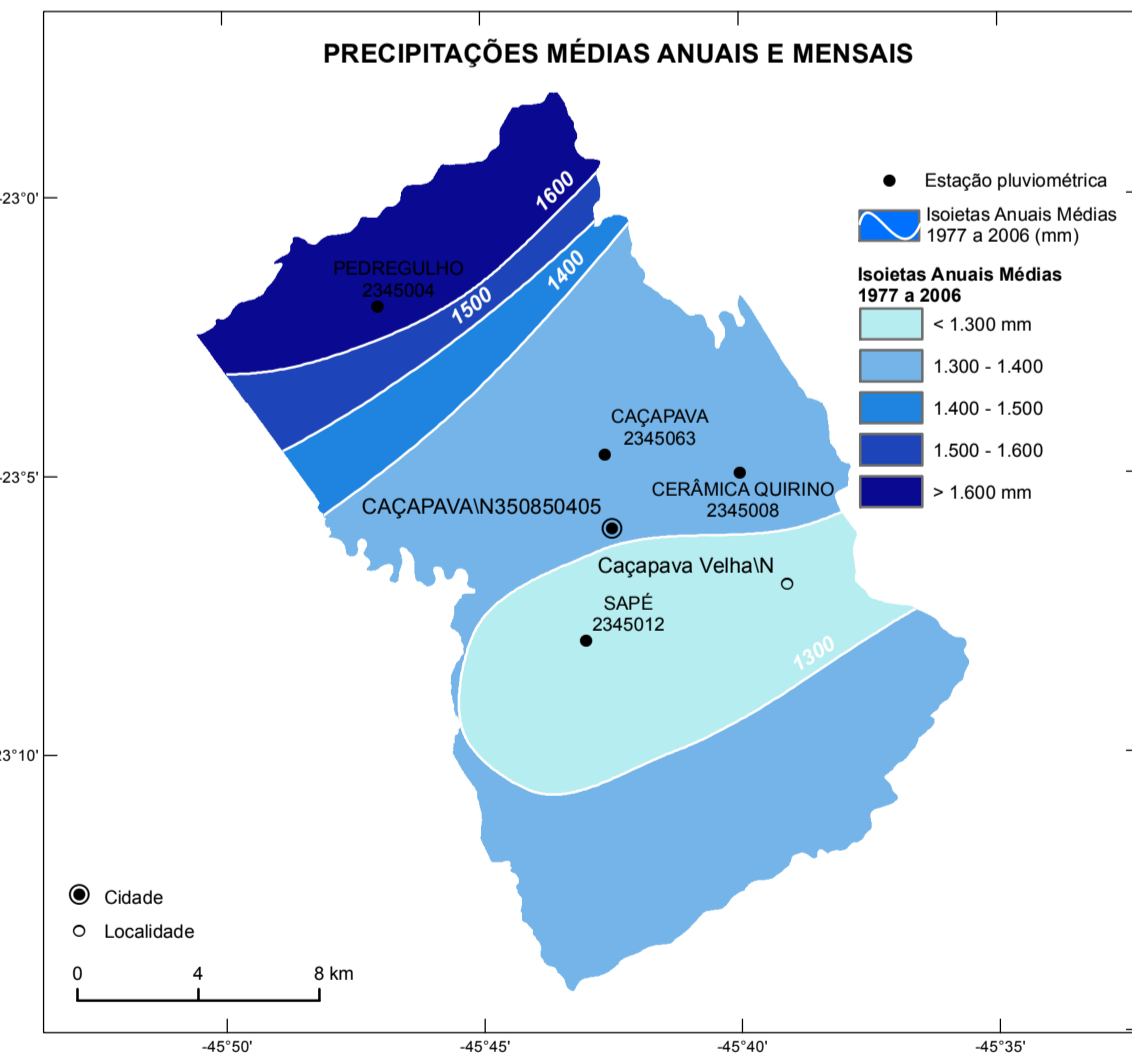 PRECIPITAÇÕES MÉDIAS ANUAIS E MENSAIS
-23°0'
-23°5'
23°10'
1600
1500
1400
1300
PEDREGULHO
2345004
CAÇAPAVA
2345063
CERÂMICA QUIRINO
2345008
CAÇAPAVA\N350850405
Caçapava Velha\N
SAPÉ
2345012
Estação pluviométrica
Isoietas Anuais Médias
1977 a 2006 (mm)
Isoietas Anuais Médias
1977 a 2006
< 1.300 mm
1.300 - 1.400
1.400 - 1.500
1.500 - 1.600
> 1.600 mm
Cidade
Localidade
0 4 8 km
-45°50' -45°45' -45°40' -45°35'